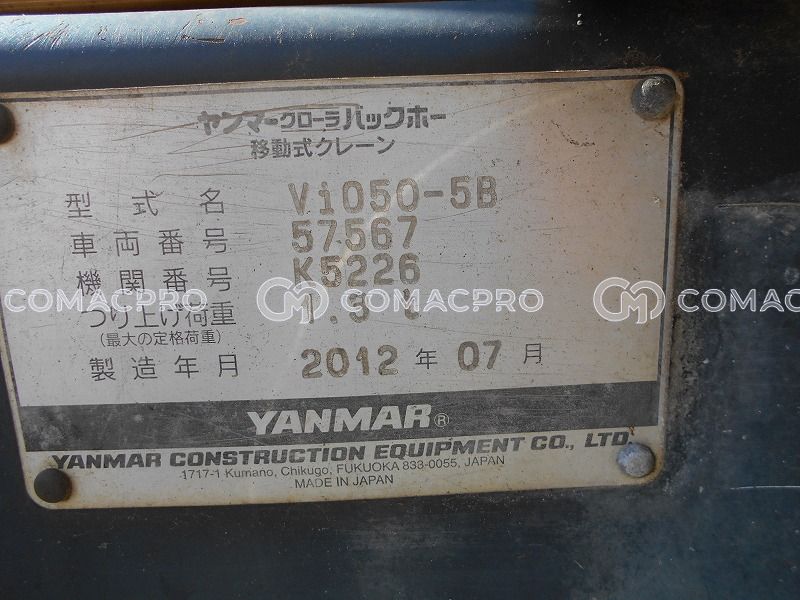 ヤンマークローラバックホー
移動式クレーン
型式名 ViO50-5B
車両番号 57567
機関番号 K5226
COMACPRO COMACPRO COMAC
つり上げ荷重
(最大の定格荷重)
製造年月 2012年07月
YANMAR®
YANMAR CONSTRUCTION EQUIPMENT CO., LTD.
1717-1 Kumano, Chikugo, FUKUOKA 833-0055, JAPAN
MADE IN JAPAN